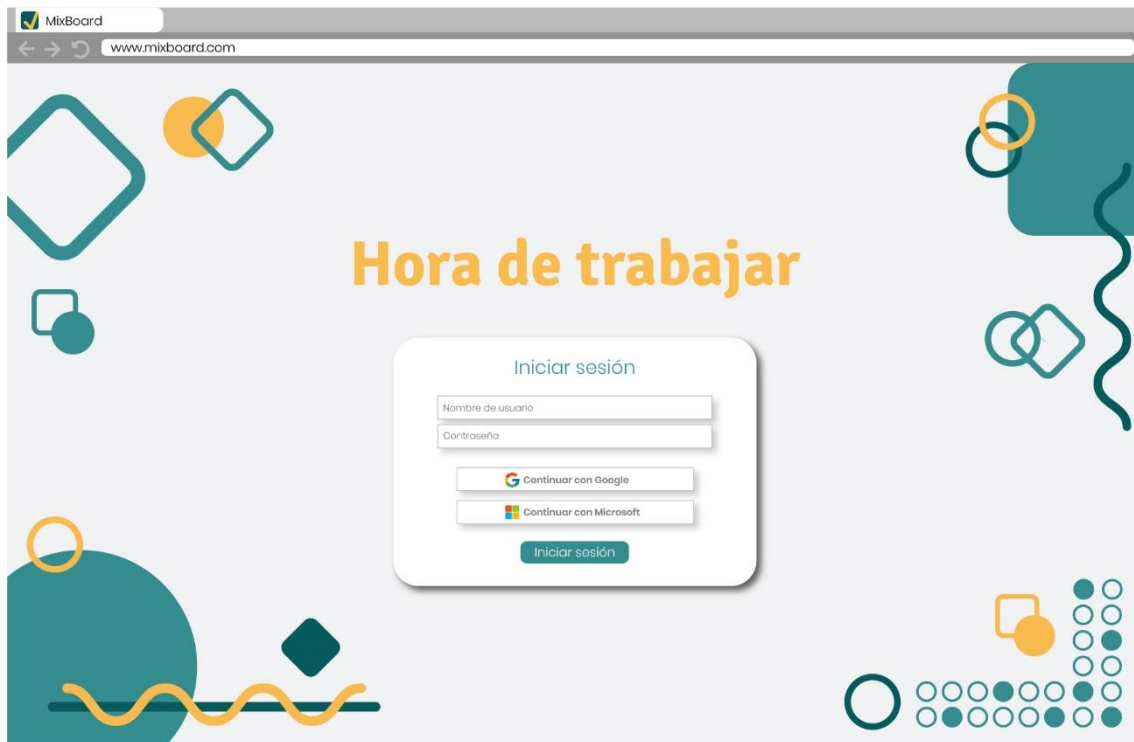 MixBoard
www.mixboard.com
Hora de trabajar
Iniciar sesión
Nombre de usuario
Contraseña
Continuar con Google
Continuar con Microsoft
Iniciar sesión